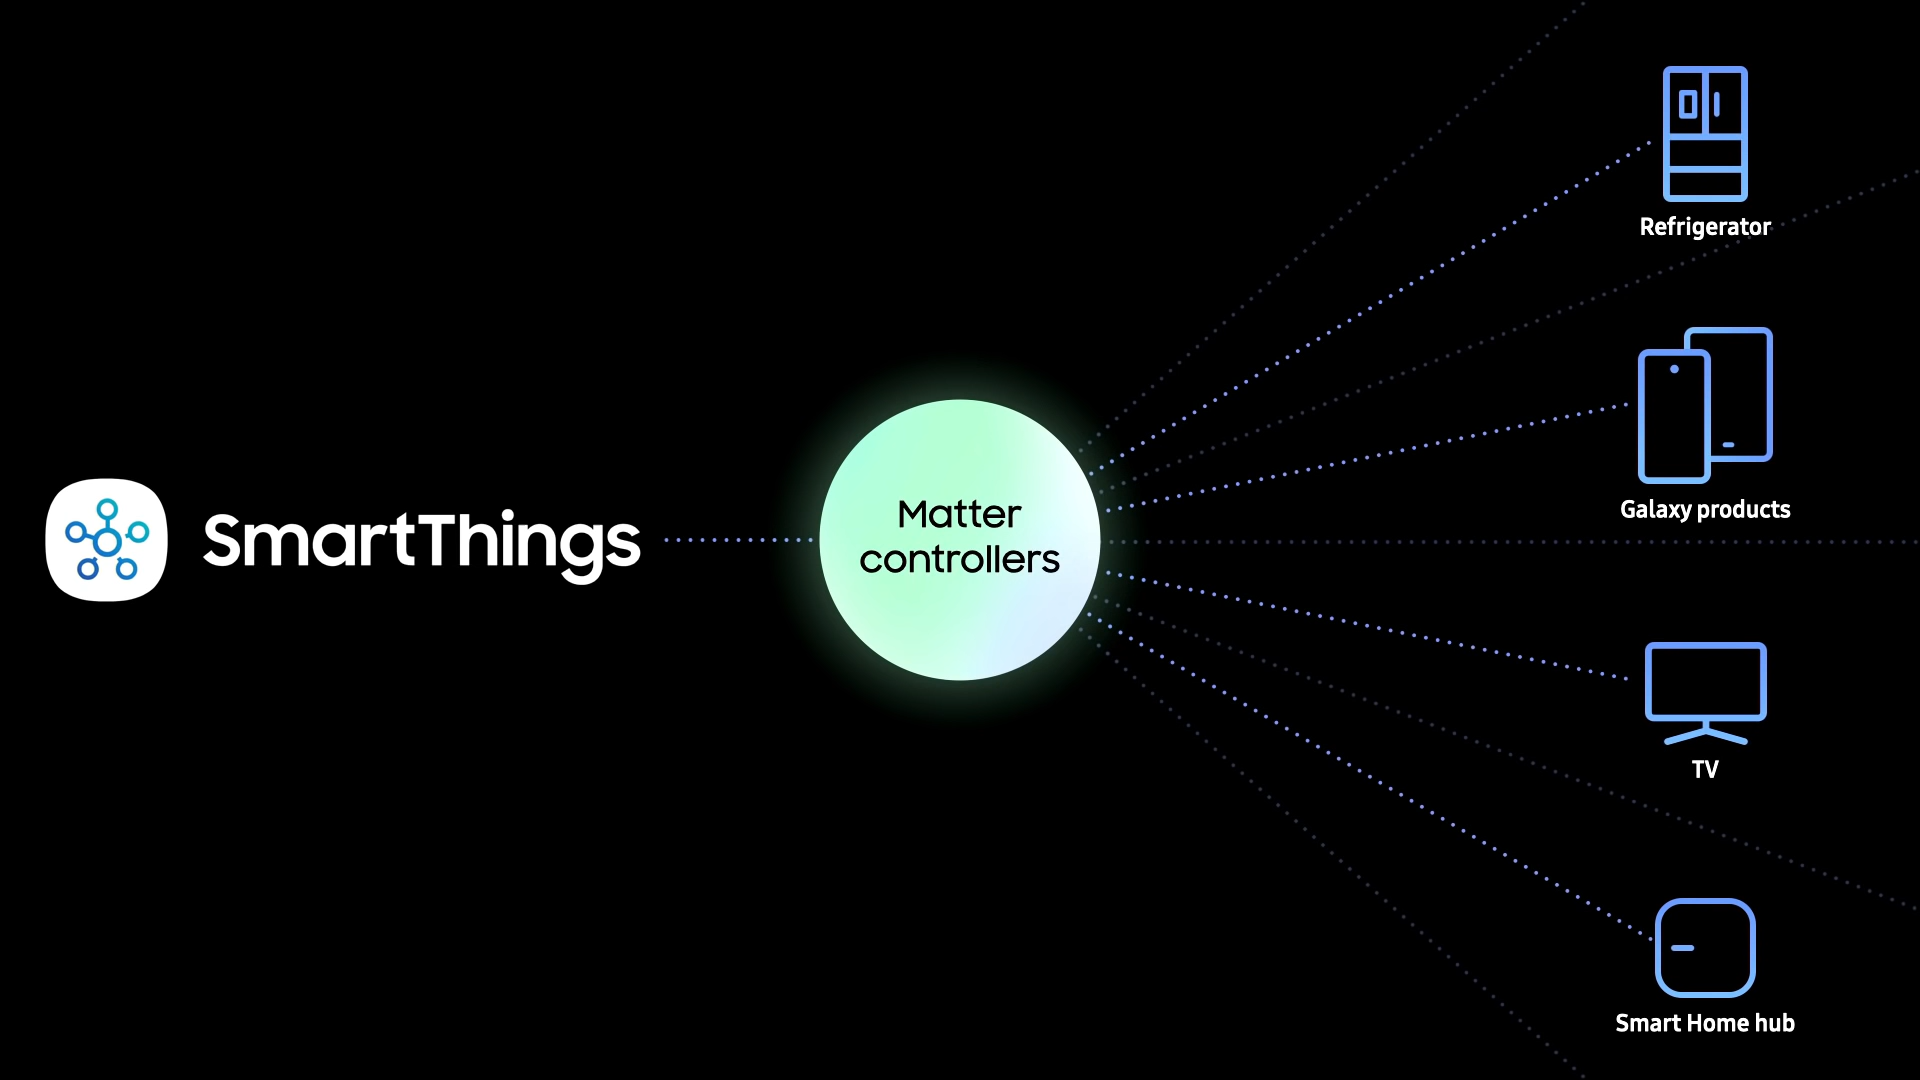 SmartThings
Matter
controllers
Refrigerator
Galaxy products
TV
Smart Home hub